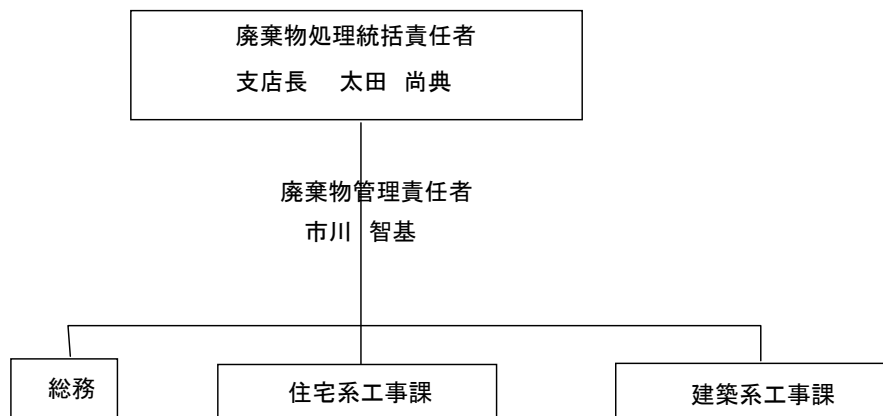 廃棄物処理統括責任者
支店長 太田 尚典
廃棄物管理責任者
市川 智基
総務
住宅系工事課
建築系工事課